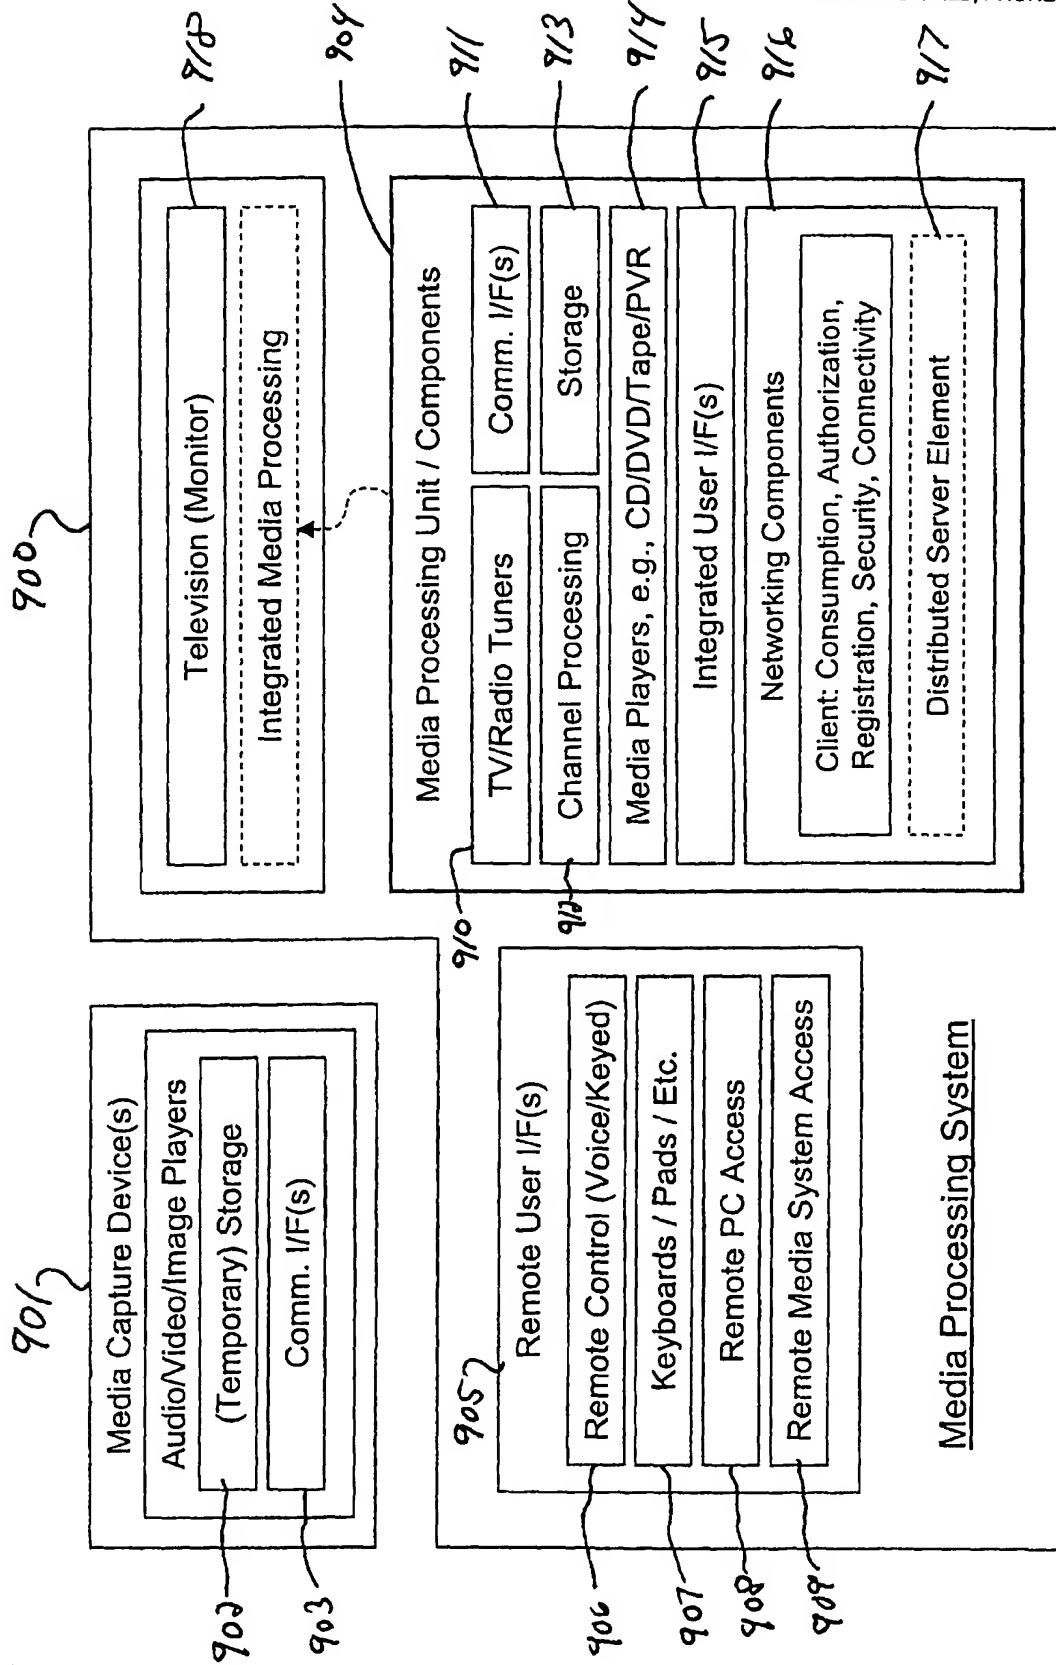 900
901
Media Capture Device(s)
Audio/Video/Image Players
(Temporary) Storage
Comm. I/F(s)
902
903
Television (Monitor)
Integrated Media Processing
918
904
Media Processing Unit / Components
TV/Radio Tuners
Comm. I/F(s)
Channel Processing
Storage
Media Players, e.g., CD/DVD/Tape/PVR
Integrated User I/F(s)
Networking Components
Client: Consumption, Authorization,
Registration, Security, Connectivity
Distributed Server Element
910
911
912
913
914
915
916
917
905
Remote User I/F(s)
Remote Control (Voice/Keyed)
Keyboards / Pads / Etc.
Remote PC Access
Remote Media System Access
906
907
908
909
Media Processing System